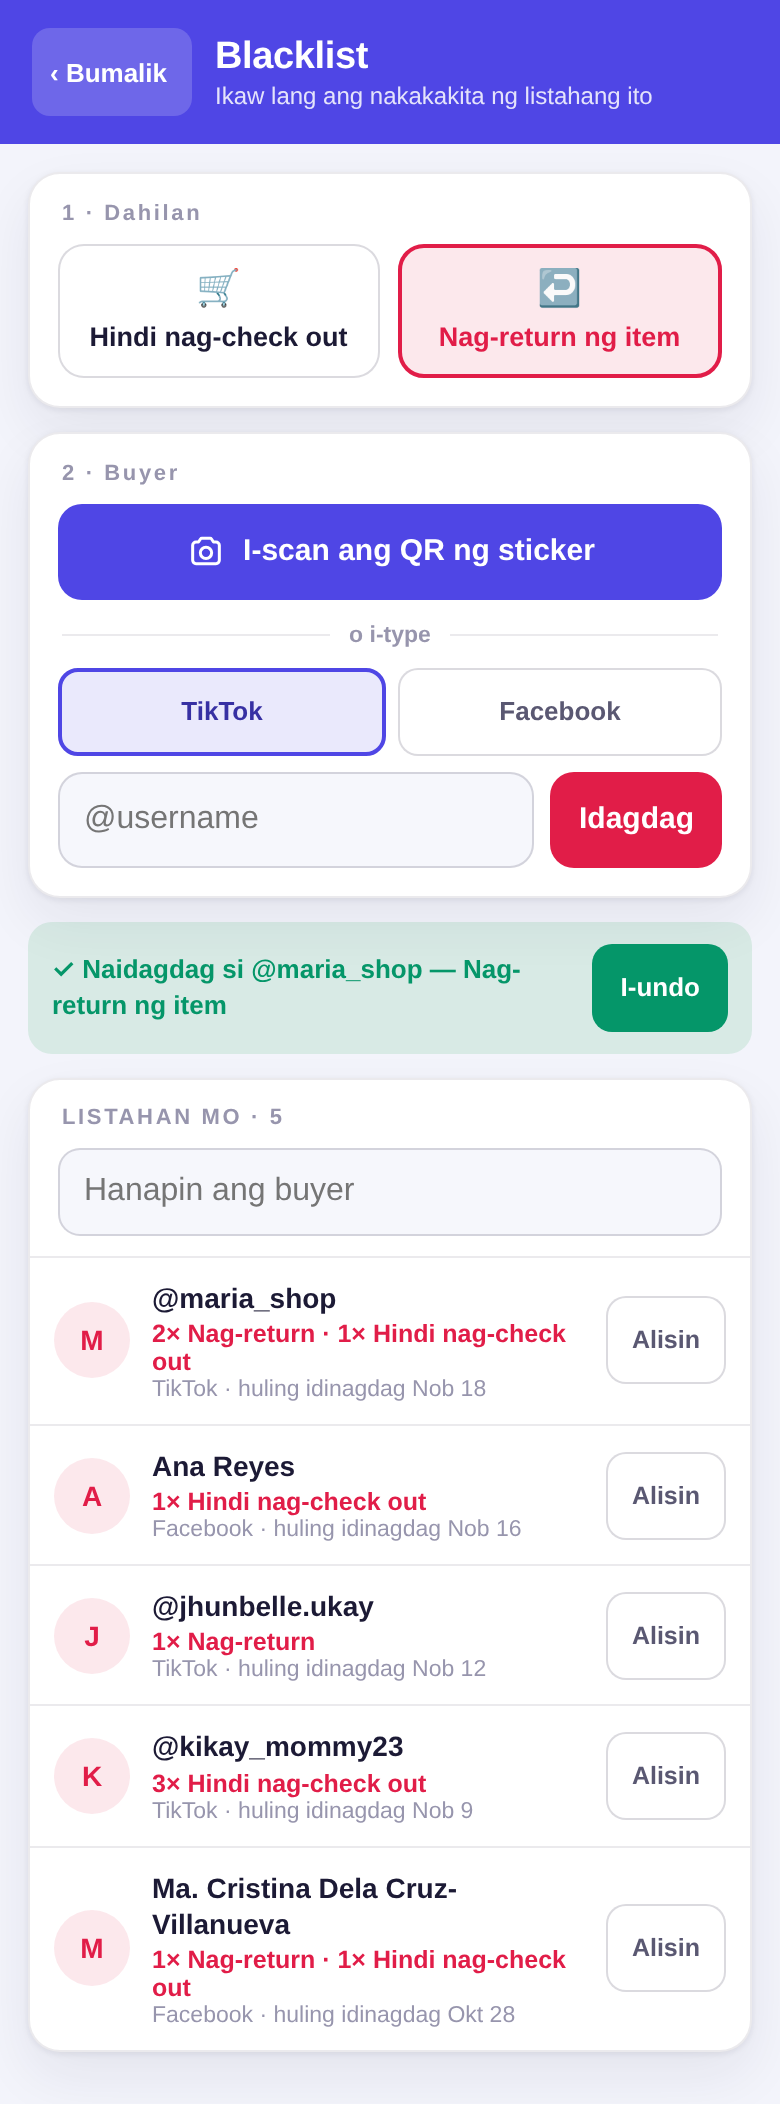 ‹ Bumalik
Blacklist
Ikaw lang ang nakakakita ng listahang ito
1 · Dahilan
Hindi nag-check out
Nag-return ng item
2 · Buyer
I-scan ang QR ng sticker
o i-type
TikTok
Facebook
@username
Idagdag
✓ Naidagdag si @maria_shop — Nag-
return ng item
I-undo
LISTAHAN MO · 5
Hanapin ang buyer
M
@maria_shop
2× Nag-return · 1× Hindi nag-check
out
TikTok · huling idinagdag Nob 18
Alisin
A
Ana Reyes
1× Hindi nag-check out
Facebook · huling idinagdag Nob 16
Alisin
J
@jhunbelle.ukay
1× Nag-return
TikTok · huling idinagdag Nob 12
Alisin
K
@kikay_mommy23
3× Hindi nag-check out
TikTok · huling idinagdag Nob 9
Alisin
M
Ma. Cristina Dela Cruz-
Villanueva
1× Nag-return · 1× Hindi nag-check
out
Facebook · huling idinagdag Okt 28
Alisin